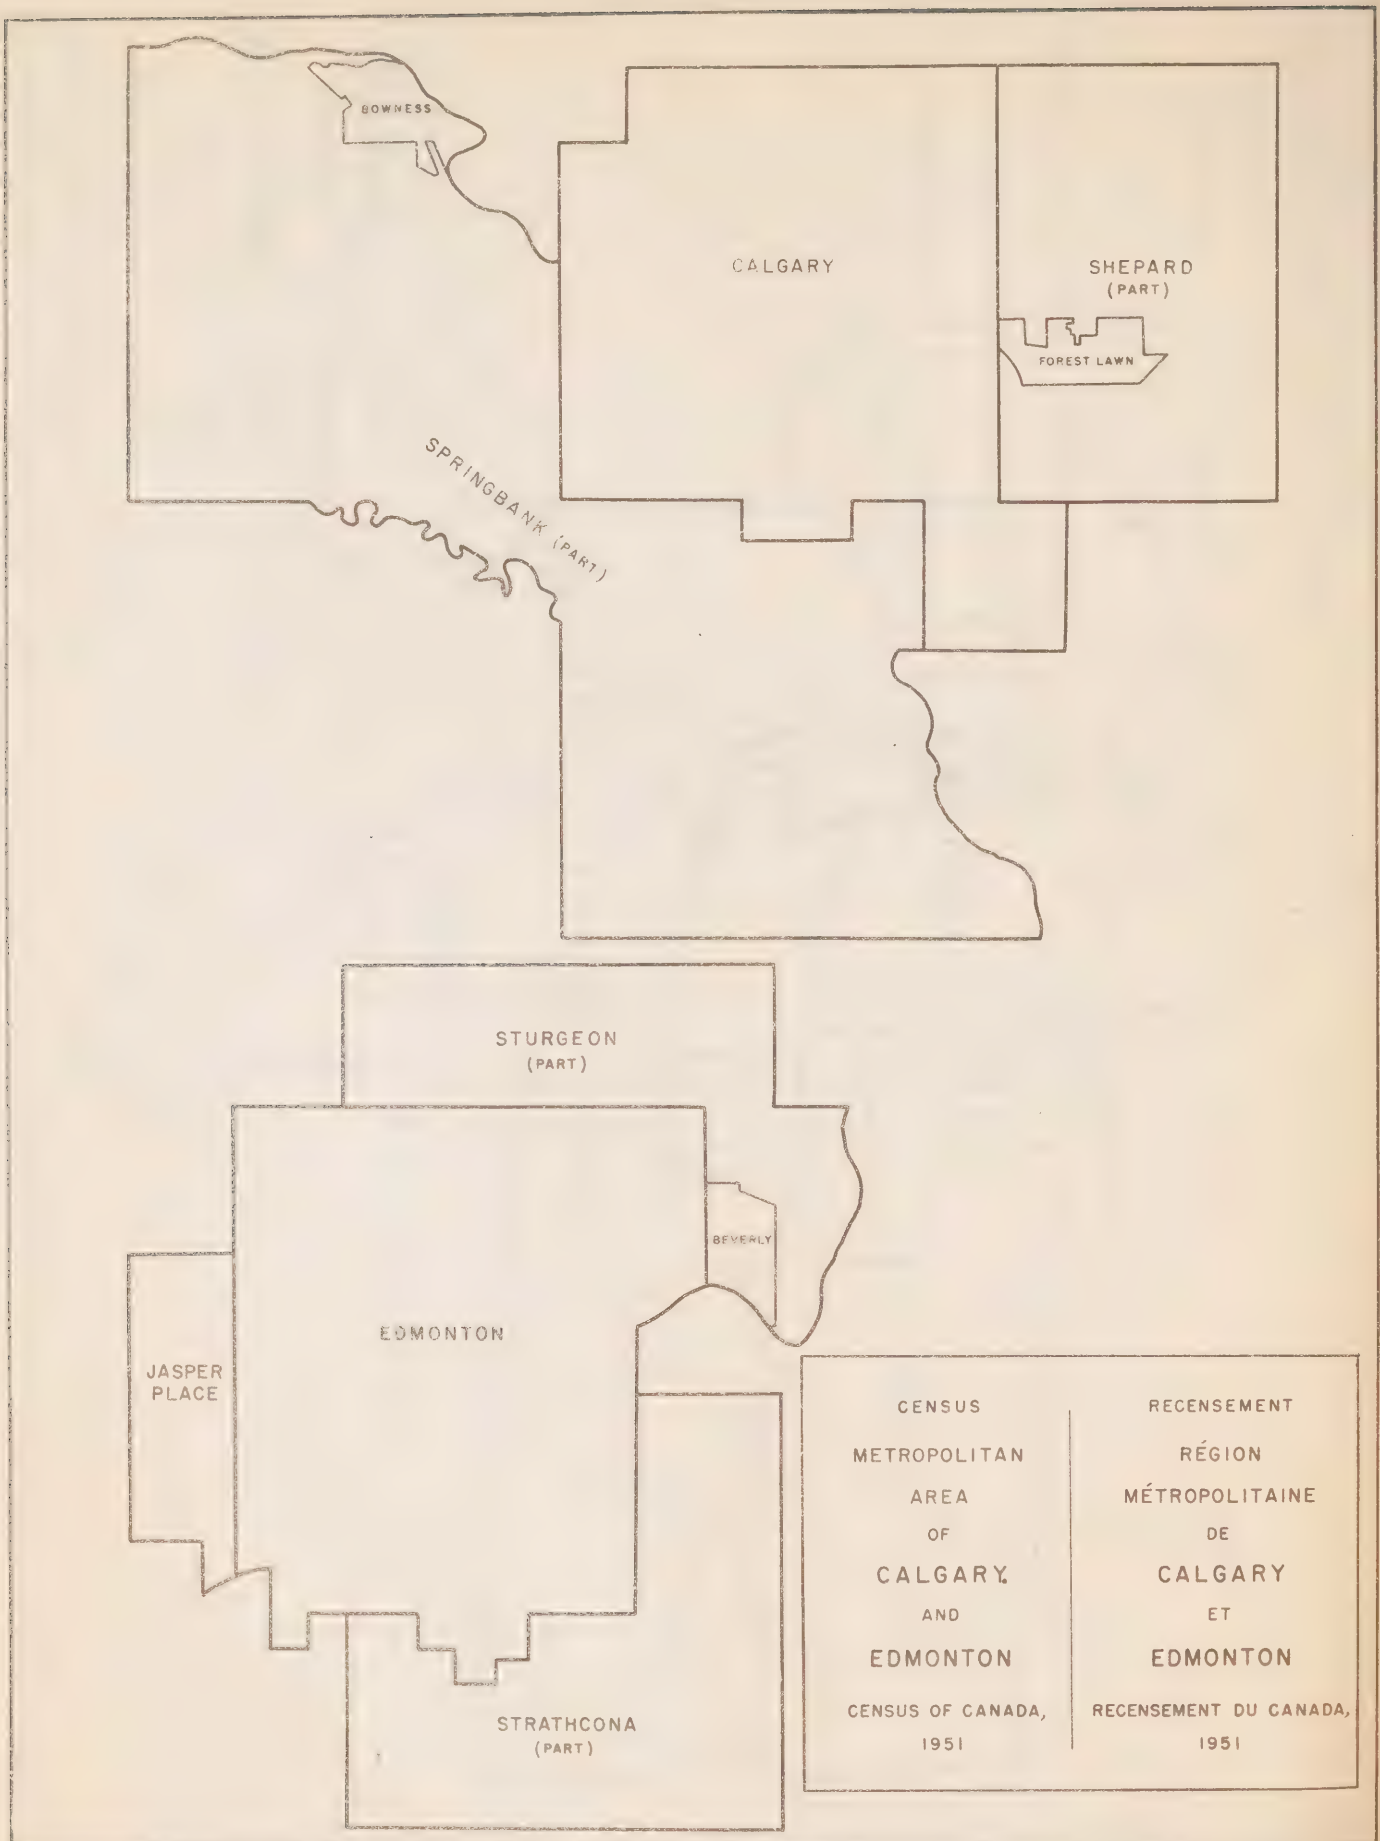 BOWNESS
CALGARY
SHEPARD
(PART)
FOREST LAWN
SPRINGBANK (PART)
STURGEON
(PART)
BEVERLY
EDMONTON
JASPER
PLACE
STRATHCONA
(PART)
CENSUS
METROPOLITAN
AREA
OF
CALGARY
AND
EDMONTON
CENSUS OF CANADA,
1951
RECENSEMENT
RÉGION
MÉTROPOLITAINE
DE
CALGARY
ET
EDMONTON
RECENSEMENT DU CANADA,
1951